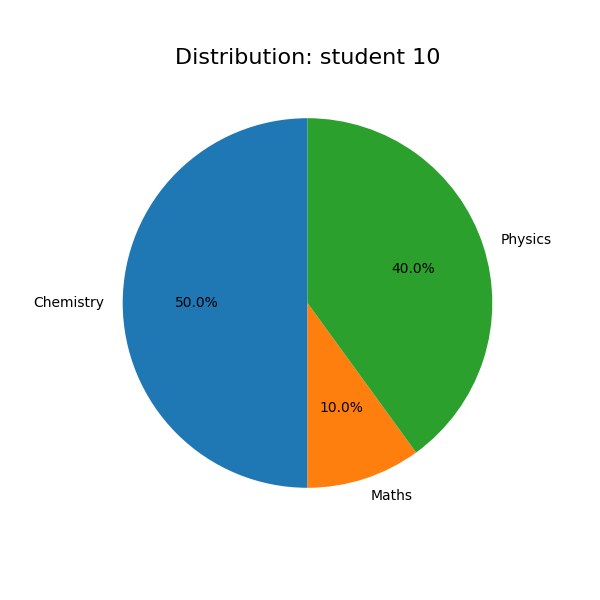 Distribution: student 10
Physics
40.0%
Chemistry
50.0%
10.0%
Maths